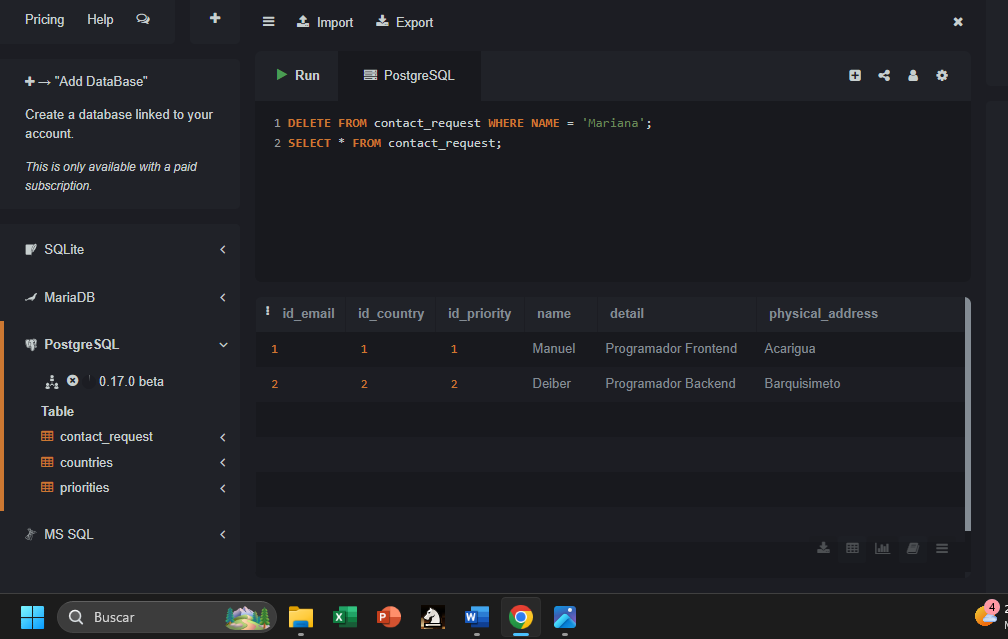 Pricing Help
Import Export
"Add DataBase"
Create a database linked to your
account.
This is only available with a paid
subscription.
SQLite
MariaDB
PostgreSQL
0.17.0 beta
Table
contact_request
countries
priorities
MS SQL
Run PostgreSQL
1 DELETE FROM contact_request WHERE NAME = 'Mariana';
2 SELECT * FROM contact_request;
id_email id_country id_priority name detail physical_address
1 1 1 Manuel Programador Frontend Acarigua
2 2 2 Deiber Programador Backend Barquisimeto
Buscar
4